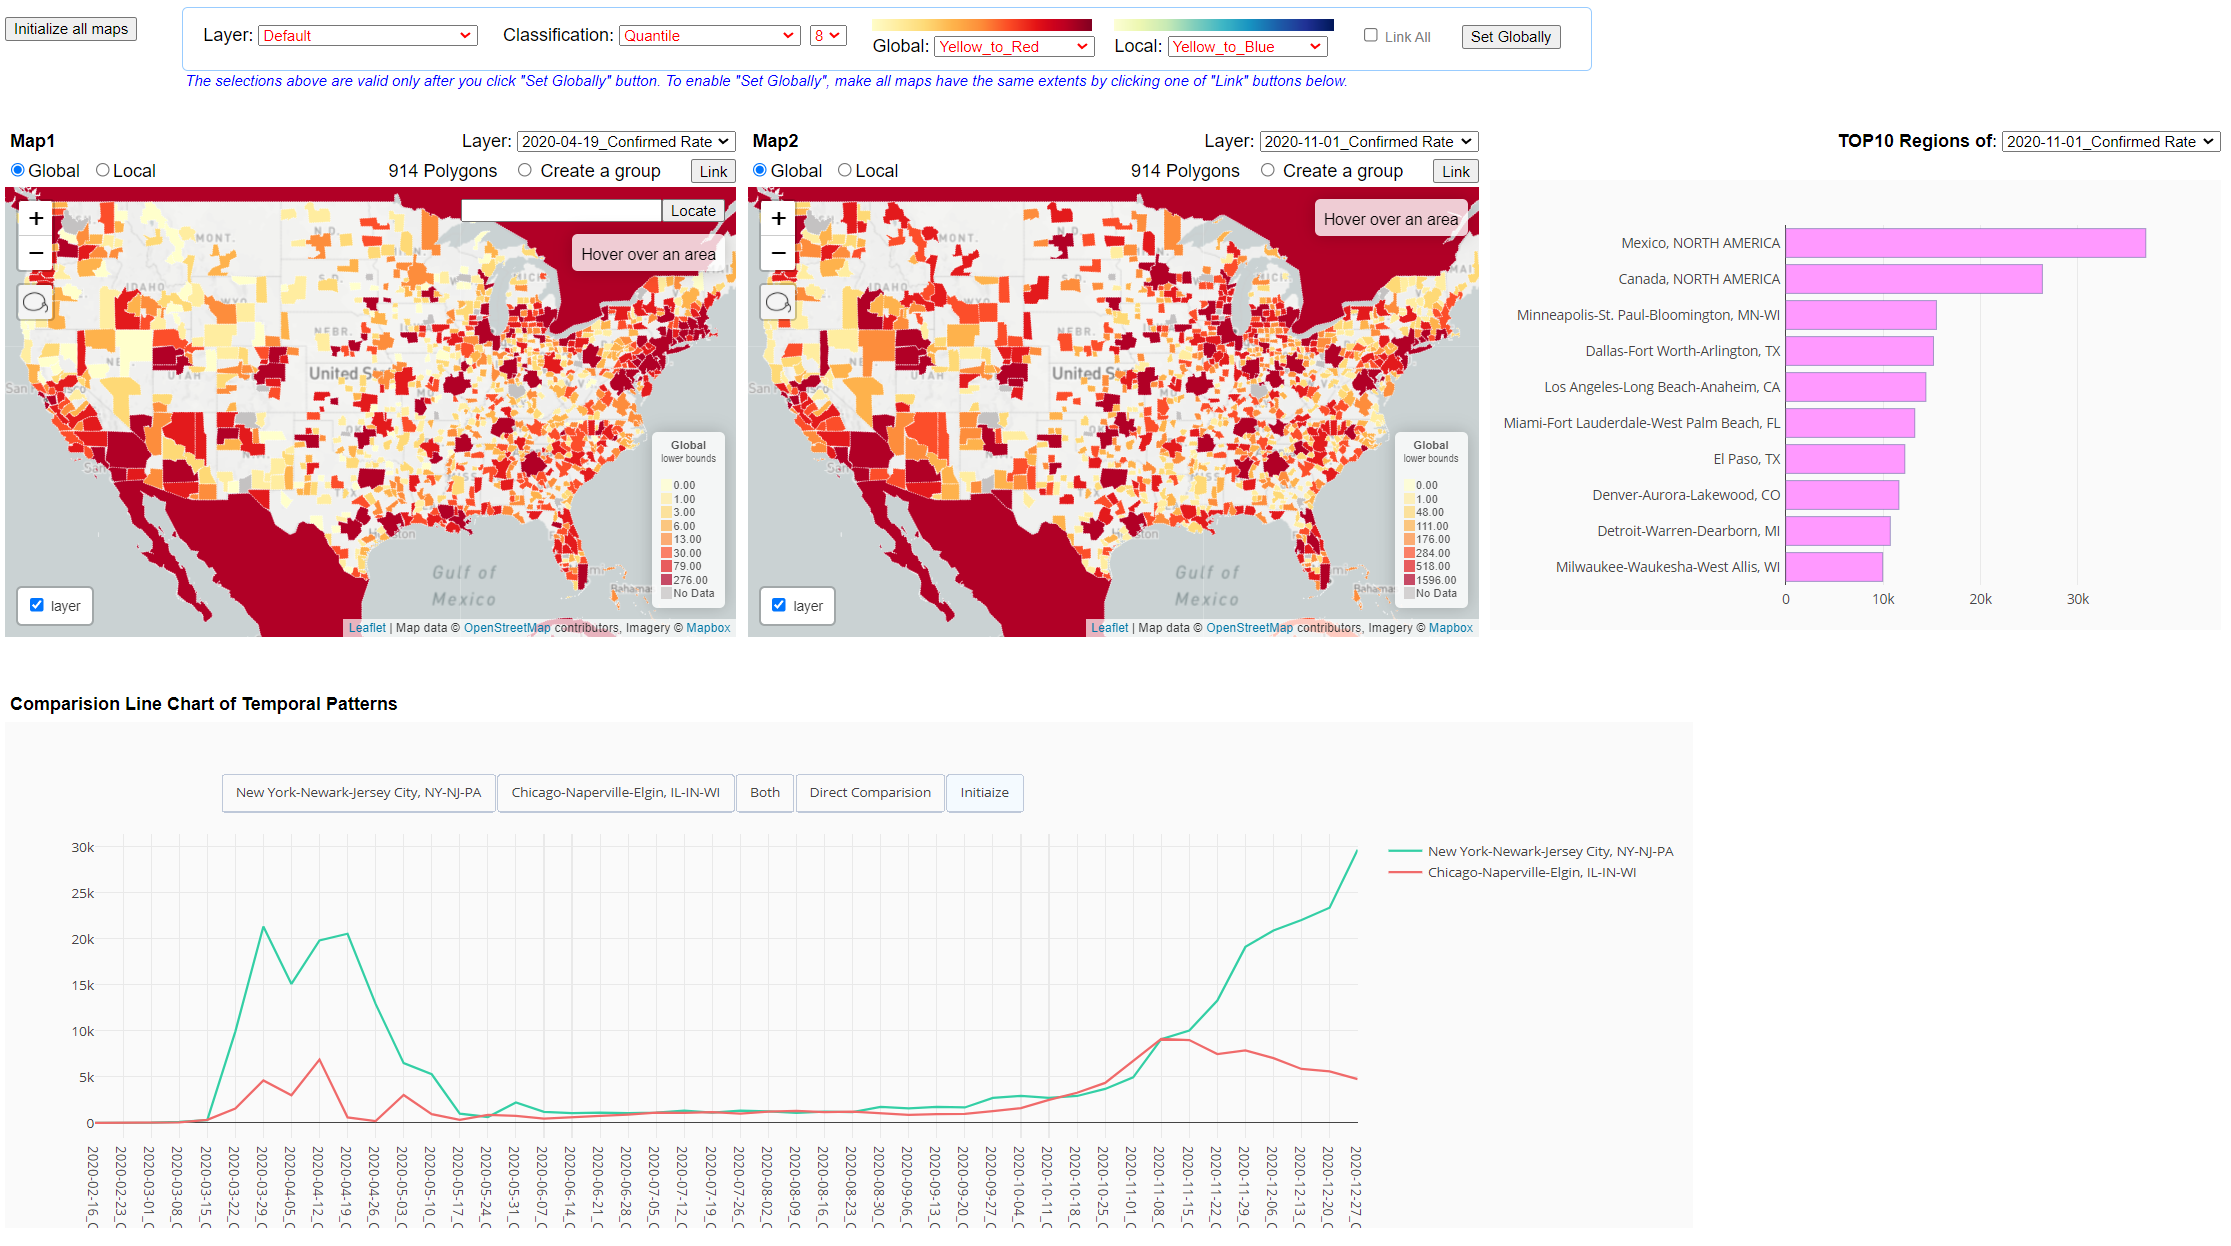 Initialize all maps
Layer: Default Classification: Quantile 8 Global: Yellow_to_Red Local: Yellow_to_Blue Link All Set Globally
The selections above are valid only after you click "Set Globally" button. To enable "Set Globally", make all maps have the same extents by clicking one of "Link" buttons below.
Map1 Layer: 2020-04-19_Confirmed Rate
Global Local 914 Polygons Create a group Link
+
−
Locate
Hover over an area
MONT.
IDAHO
NEBR.
UTAH
United St
Gulf of
Mexico
Global
lower bounds
0.00
1.00
3.00
6.00
13.00
30.00
79.00
276.00
No Data
layer
Leaflet | Map data © OpenStreetMap contributors, Imagery © Mapbox
Map2 Layer: 2020-11-01_Confirmed Rate
Global Local 914 Polygons Create a group Link
+
−
Hover over an area
MONT.
NEBR.
UTAH
United St
Gulf of
Mexico
Global
lower bounds
0.00
1.00
48.00
111.00
176.00
284.00
518.00
1596.00
No Data
layer
Leaflet | Map data © OpenStreetMap contributors, Imagery © Mapbox
TOP10 Regions of: 2020-11-01_Confirmed Rate
Mexico, NORTH AMERICA
Canada, NORTH AMERICA
Minneapolis-St. Paul-Bloomington, MN-WI
Dallas-Fort Worth-Arlington, TX
Los Angeles-Long Beach-Anaheim, CA
Miami-Fort Lauderdale-West Palm Beach, FL
El Paso, TX
Denver-Aurora-Lakewood, CO
Detroit-Warren-Dearborn, MI
Milwaukee-Waukesha-West Allis, WI
0 10k 20k 30k
Comparision Line Chart of Temporal Patterns
New York-Newark-Jersey City, NY-NJ-PA Chicago-Naperville-Elgin, IL-IN-WI Both Direct Comparision Initiaize
30k
25k
20k
15k
10k
5k
0
New York-Newark-Jersey City, NY-NJ-PA
Chicago-Naperville-Elgin, IL-IN-WI
2020-02-16_C
2020-02-23_C
2020-03-01_C
2020-03-08_C
2020-03-15_C
2020-03-22_C
2020-03-29_C
2020-04-05_C
2020-04-12_C
2020-04-19_C
2020-04-26_C
2020-05-03_C
2020-05-10_C
2020-05-17_C
2020-05-24_C
2020-05-31_C
2020-06-07_C
2020-06-14_C
2020-06-21_C
2020-06-28_C
2020-07-05_C
2020-07-12_C
2020-07-19_C
2020-07-26_C
2020-08-02_C
2020-08-09_C
2020-08-16_C
2020-08-23_C
2020-08-30_C
2020-09-06_C
2020-09-13_C
2020-09-20_C
2020-09-27_C
2020-10-04_C
2020-10-11_C
2020-10-18_C
2020-10-25_C
2020-11-01_C
2020-11-08_C
2020-11-15_C
2020-11-22_C
2020-11-29_C
2020-12-06_C
2020-12-13_C
2020-12-20_C
2020-12-27_C